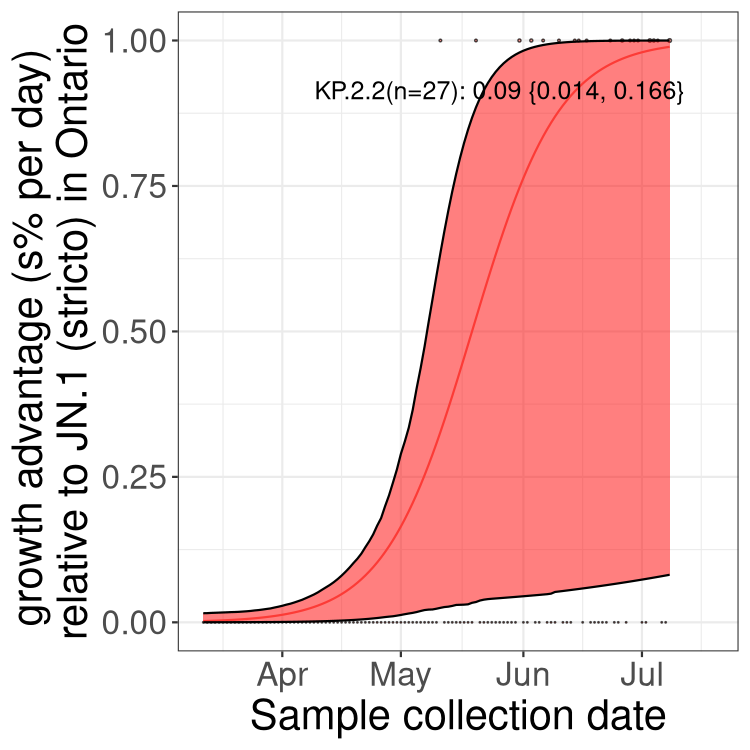 growth advantage (s% per day)
relative to JN.1 (stricto) in Ontario
1.00
0.75
0.50
0.25
0.00
KP.2.2(n=27): 0.09 {0.014, 0.166}
Apr May Jun Jul
Sample collection date